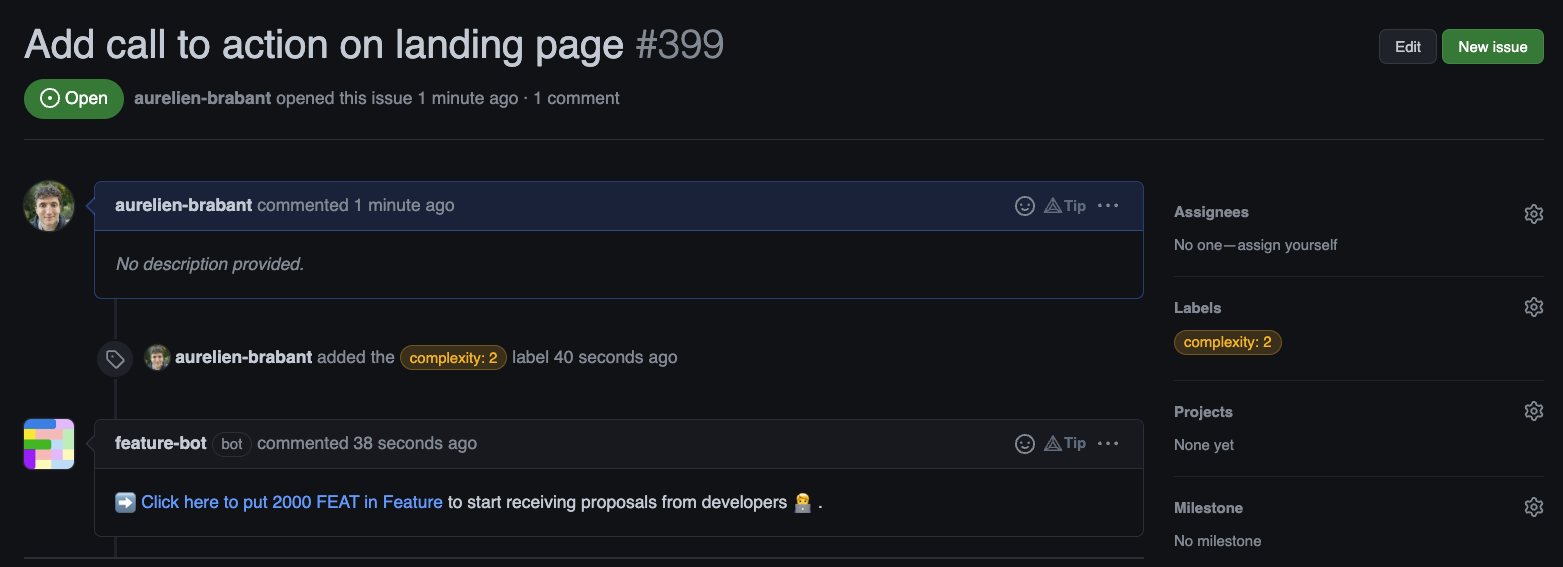 Add call to action on landing page #399
Edit
New issue
Open
aurelien-brabant opened this issue 1 minute ago · 1 comment
aurelien-brabant commented 1 minute ago
Tip
No description provided.
aurelien-brabant added the complexity: 2 label 40 seconds ago
feature-bot bot commented 38 seconds ago
Tip
Click here to put 2000 FEAT in Feature to start receiving proposals from developers 👩‍💻 .
Assignees
No one—assign yourself
Labels
complexity: 2
Projects
None yet
Milestone
No milestone